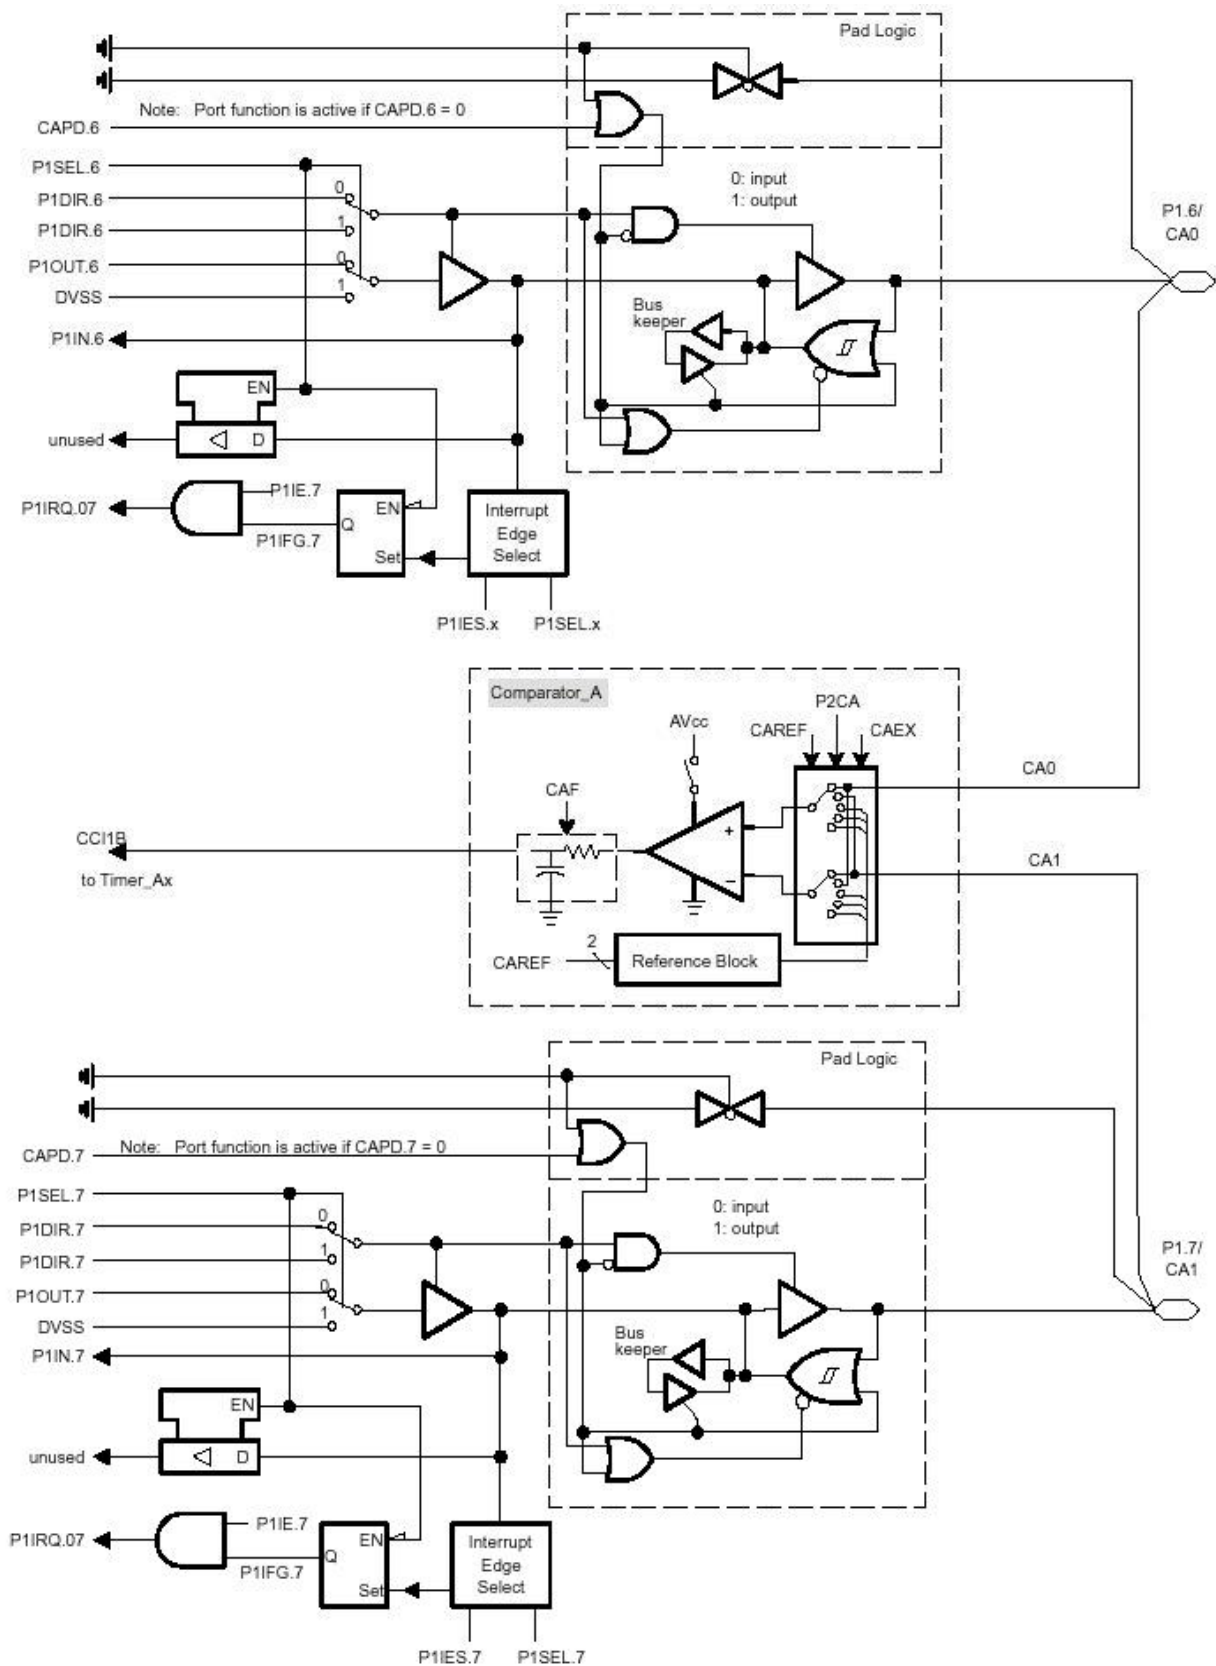 Pad Logic
Note: Port function is active if CAPD.6 = 0
CAPD.6
P1SEL.6
0
P1DIR.6
P1DIR.6
1
0: input
1: output
P1.6/
CA0
P1OUT.6
0
DVSS
1
P1IN.6
Bus
keeper
EN
unused
D
P1IRQ.07
P1IE.7
P1IFG.7
EN
Q
Set
Interrupt
Edge
Select
P1IES.x
P1SEL.x
Comparator_A
P2CA
AVcc
CAREF
CAEX
CA0
CAF
+
CCI1B
CA1
to Timer_Ax
−
2
CAREF
Reference Block
Pad Logic
Note: Port function is active if CAPD.7 = 0
CAPD.7
P1SEL.7
0
P1DIR.7
P1DIR.7
1
0: input
1: output
P1.7/
CA1
P1OUT.7
0
DVSS
1
P1IN.7
Bus
keeper
EN
unused
D
P1IRQ.07
P1IE.7
P1IFG.7
EN
Q
Set
Interrupt
Edge
Select
P1IES.7
P1SEL.7